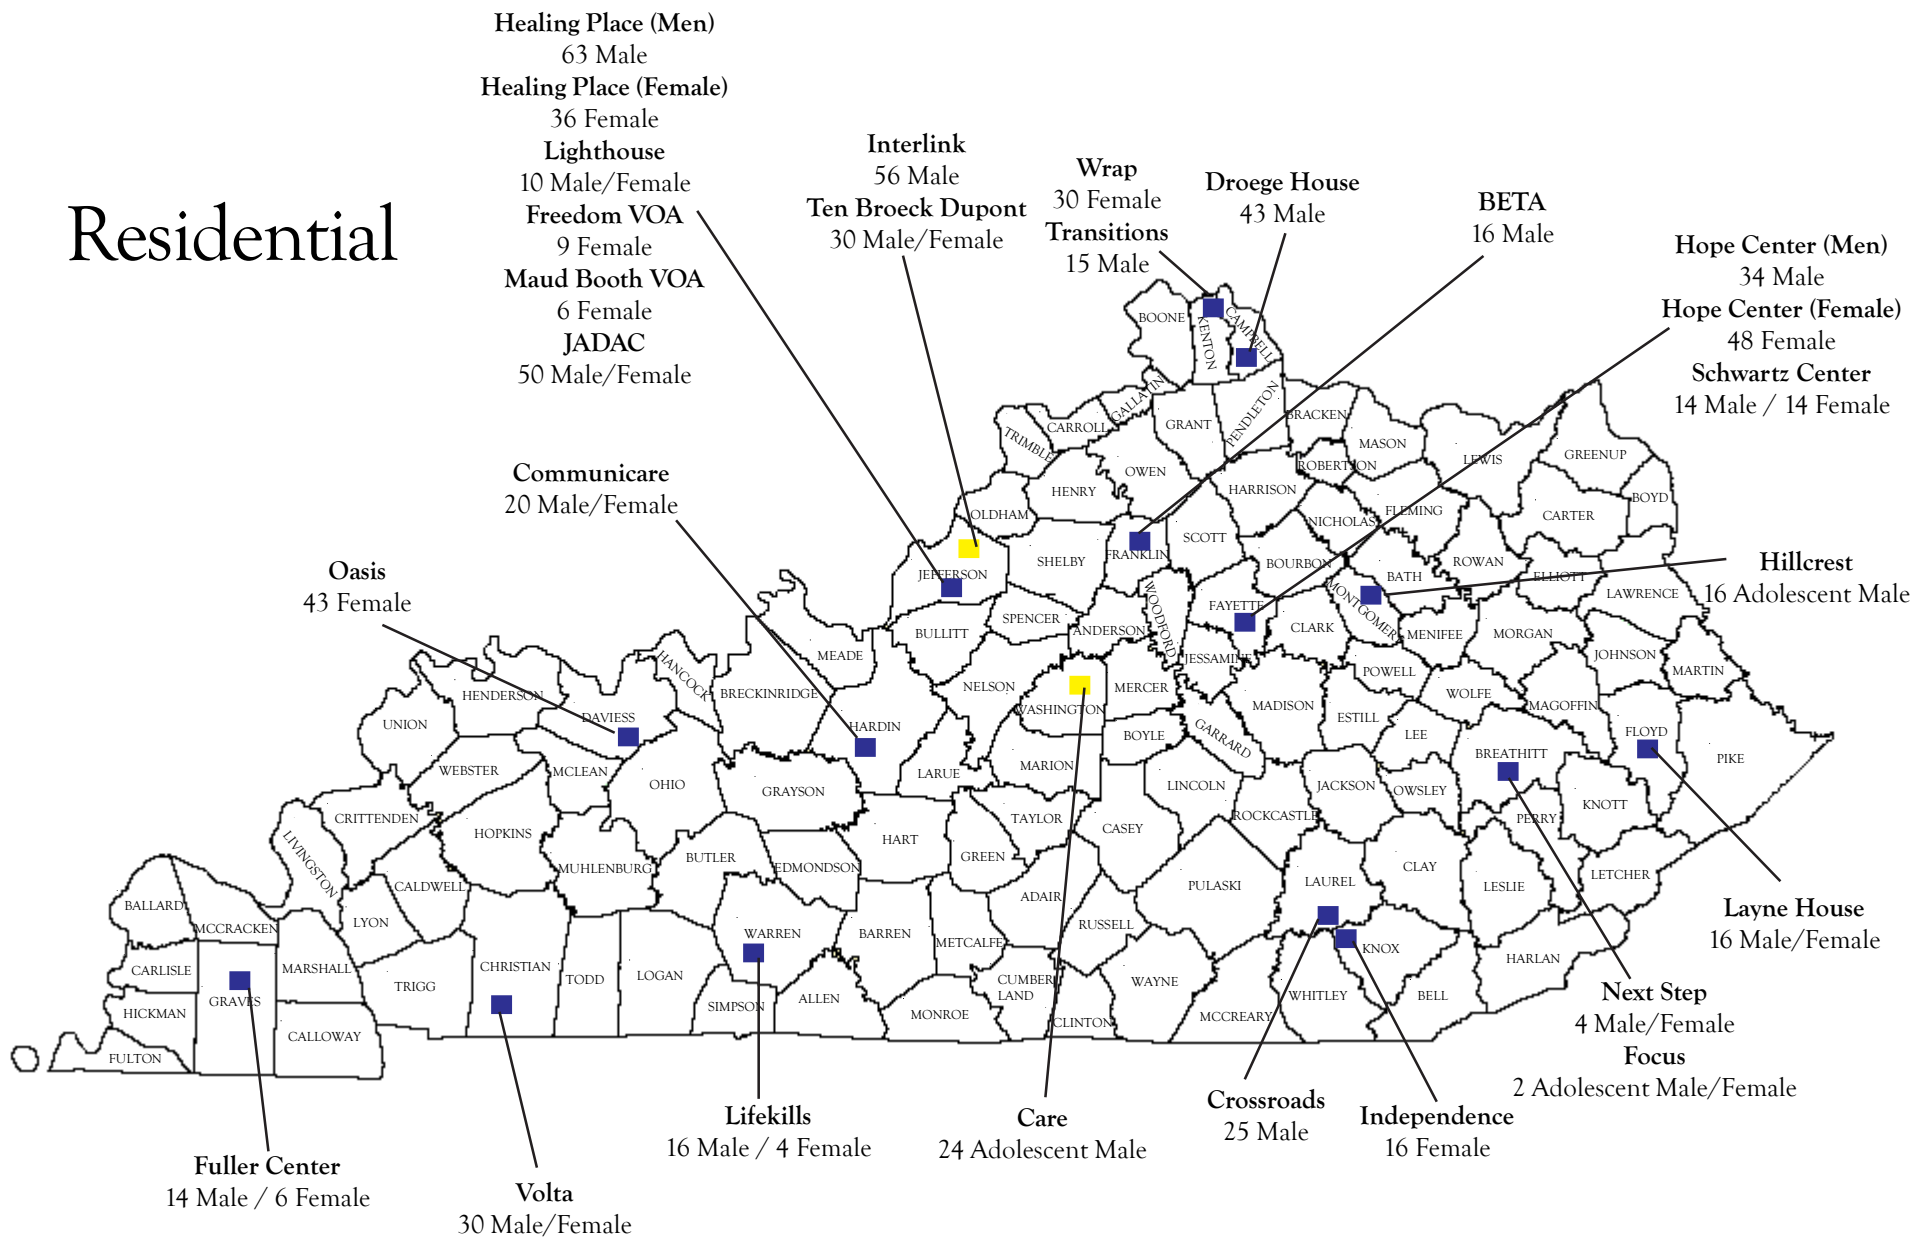 Residential
Healing Place (Men)
63 Male
Healing Place (Female)
36 Female
Lighthouse
10 Male/Female
Freedom VOA
9 Female
Maud Booth VOA
6 Female
JADAC
50 Male/Female
Interlink
56 Male
Ten Broeck Dupont
30 Male/Female
Wrap
30 Female
Transitions
15 Male
Droege House
43 Male
BETA
16 Male
Hope Center (Men)
34 Male
Hope Center (Female)
48 Female
Schwartz Center
14 Male / 14 Female
Communicare
20 Male/Female
Oasis
43 Female
Hillcrest
16 Adolescent Male
Layne House
16 Male/Female
Next Step
4 Male/Female
Focus
2 Adolescent Male/Female
Independence
16 Female
Crossroads
25 Male
Care
24 Adolescent Male
Lifekills
16 Male / 4 Female
Volta
30 Male/Female
Fuller Center
14 Male / 6 Female
BOONE
KENTON
CAMPBELL
GALLATIN
CARROLL
TRIMBLE
GRANT
PENDLETON
BRACKEN
MASON
ROBERTSON
LEWIS
GREENUP
BOYD
CARTER
OWEN
HENRY
OLDHAM
HARRISON
NICHOLAS
FLEMING
SHELBY
FRANKLIN
SCOTT
BOURBON
BATH
ROWAN
ELLIOTT
LAWRENCE
JEFFERSON
BULLITT
SPENCER
ANDERSON
WOODFORD
FAYETTE
CLARK
MONTGOMERY
MENIFEE
MORGAN
JOHNSON
MARTIN
JESSAMINE
POWELL
WOLFE
MAGOFFIN
MEADE
HANCOCK
BRECKINRIDGE
NELSON
WASHINGTON
MERCER
MADISON
ESTILL
LEE
BREATHITT
FLOYD
PIKE
HENDERSON
UNION
DAVIESS
HARDIN
BOYLE
GARRARD
WEBSTER
MCLEAN
OHIO
GRAYSON
LARUE
MARION
LINCOLN
JACKSON
OWSLEY
PERRY
KNOTT
CRITTENDEN
LIVINGSTON
HOPKINS
MUHLENBURG
BUTLER
EDMONDSON
HART
GREEN
TAYLOR
CASEY
ROCKCASTLE
CALDWELL
LYON
PULASKI
LAUREL
CLAY
LESLIE
LETCHER
BALLARD
MCCRACKEN
WARREN
BARREN
METCALFE
ADAIR
RUSSELL
KNOX
HARLAN
CARLISLE
GRAVES
MARSHALL
TRIGG
CHRISTIAN
TODD
LOGAN
SIMPSON
ALLEN
MONROE
CUMBER
LAND
CLINTON
WAYNE
MCCREARY
WHITLEY
BELL
HICKMAN
FULTON
CALLOWAY